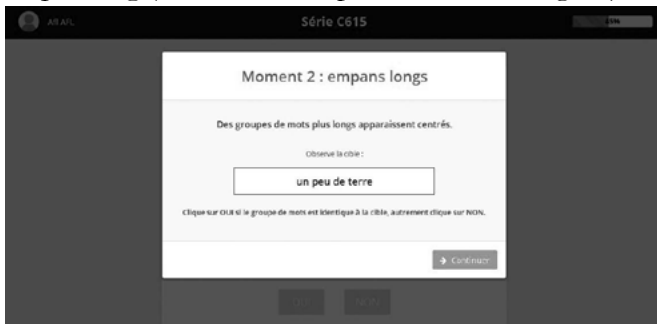 Série C615
Moment 2 : empans longs
Des groupes de mots plus longs apparaissent centrés.
Observe la cible :
un peu de terre
Clique sur OUI si le groupe de mots est identique à la cible, autrement clique sur NON.
→ Continuer
OUI NON